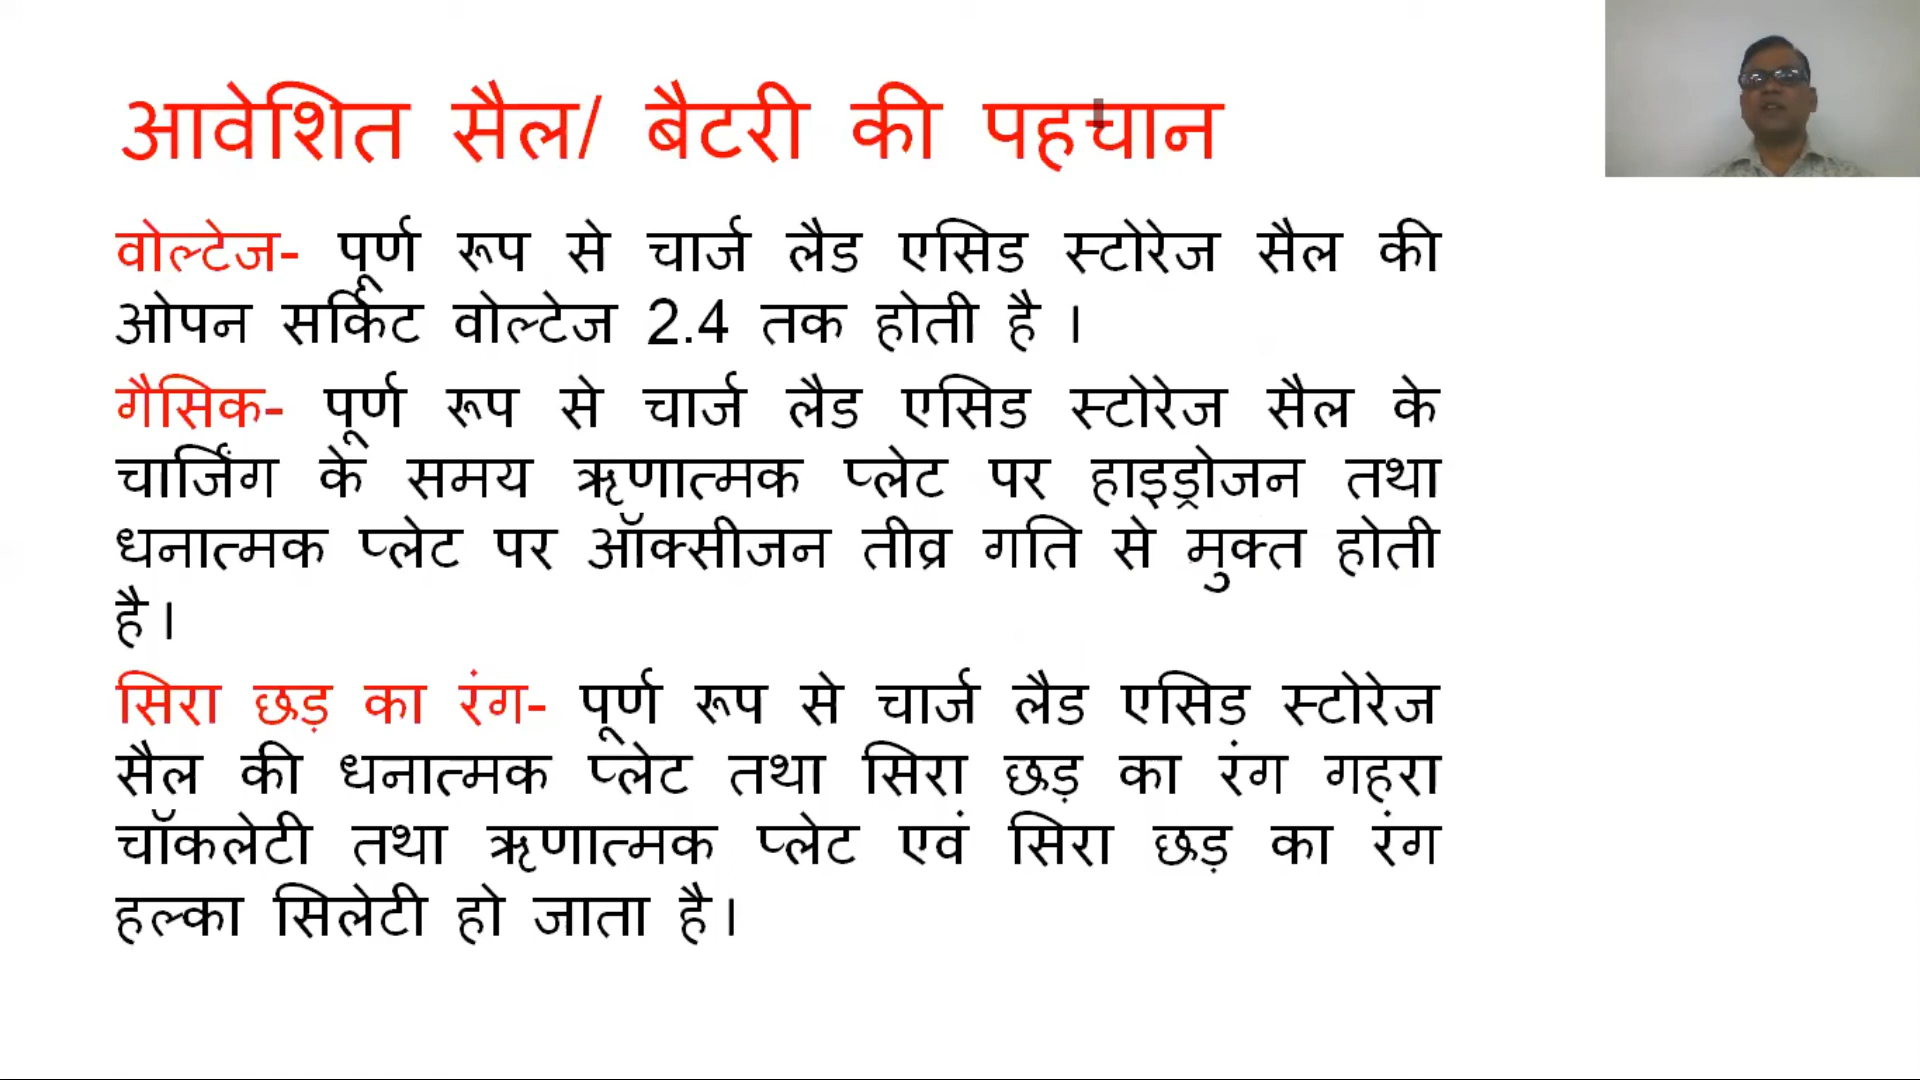 आवेशित सैल/ बैटरी की पहचान
वोल्टेज- पूर्ण रूप से चार्ज लैड एसिड स्टोरेज सैल की
ओपन सर्किट वोल्टेज 2.4 तक होती है ।
गैसिक- पूर्ण रूप से चार्ज लैड एसिड स्टोरेज सैल के
चार्जिंग के समय ऋणात्मक प्लेट पर हाइड्रोजन तथा
धनात्मक प्लेट पर ऑक्सीजन तीव्र गति से मुक्त होती
है।
सिरा छड़ का रंग- पूर्ण रूप से चार्ज लैड एसिड स्टोरेज
सैल की धनात्मक प्लेट तथा सिरा छड़ का रंग गहरा
चॉकलेटी तथा ऋणात्मक प्लेट एवं सिरा छड़ का रंग
हल्का सिलेटी हो जाता है।